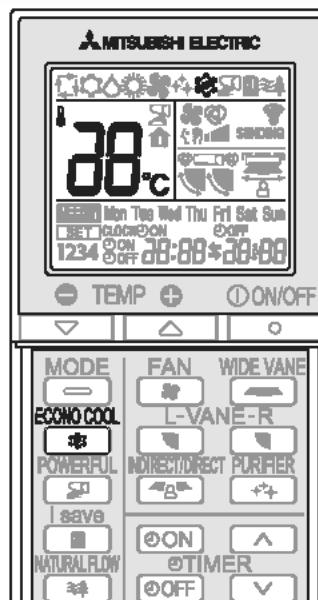 MITSUBISHI ELECTRIC
SENDING
°C
WEEKLY Mon Tue Wed Thu Fri Sat Sun
SET CLOCK ON OFF
1234 ON OFF 88:88 88:88
TEMP ON/OFF
MODE FAN WIDE VANE
ECONO COOL L-VANE-R
POWERFUL INDIRECT/DIRECT PURIFIER
i save
ON
NATURAL FLOW TIMER
OFF